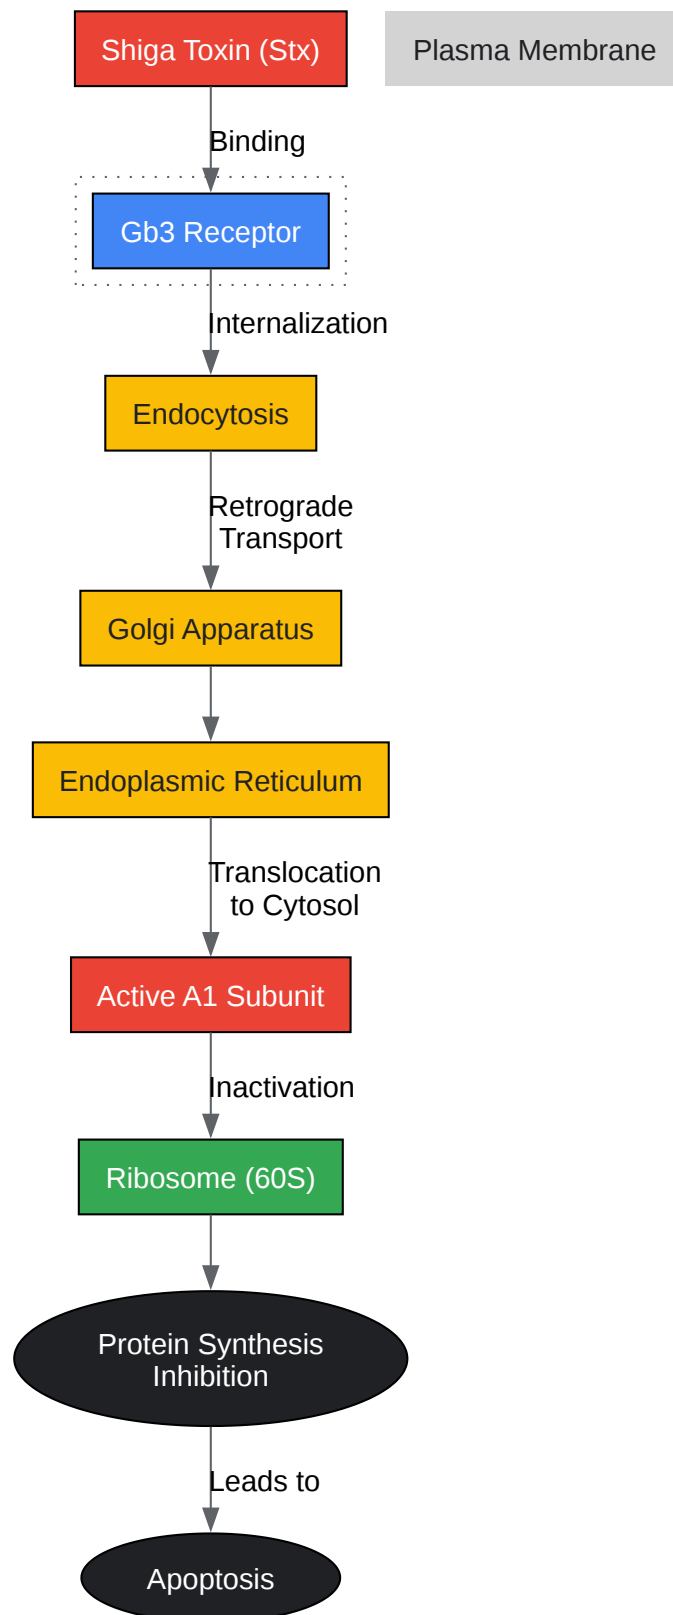 Shiga Toxin (Stx)
Plasma Membrane
Binding
Gb3 Receptor
Internalization
Endocytosis
Retrograde
Transport
Golgi Apparatus
Endoplasmic Reticulum
Translocation
to Cytosol
Active A1 Subunit
Inactivation
Ribosome (60S)
Protein Synthesis
Inhibition
Leads to
Apoptosis